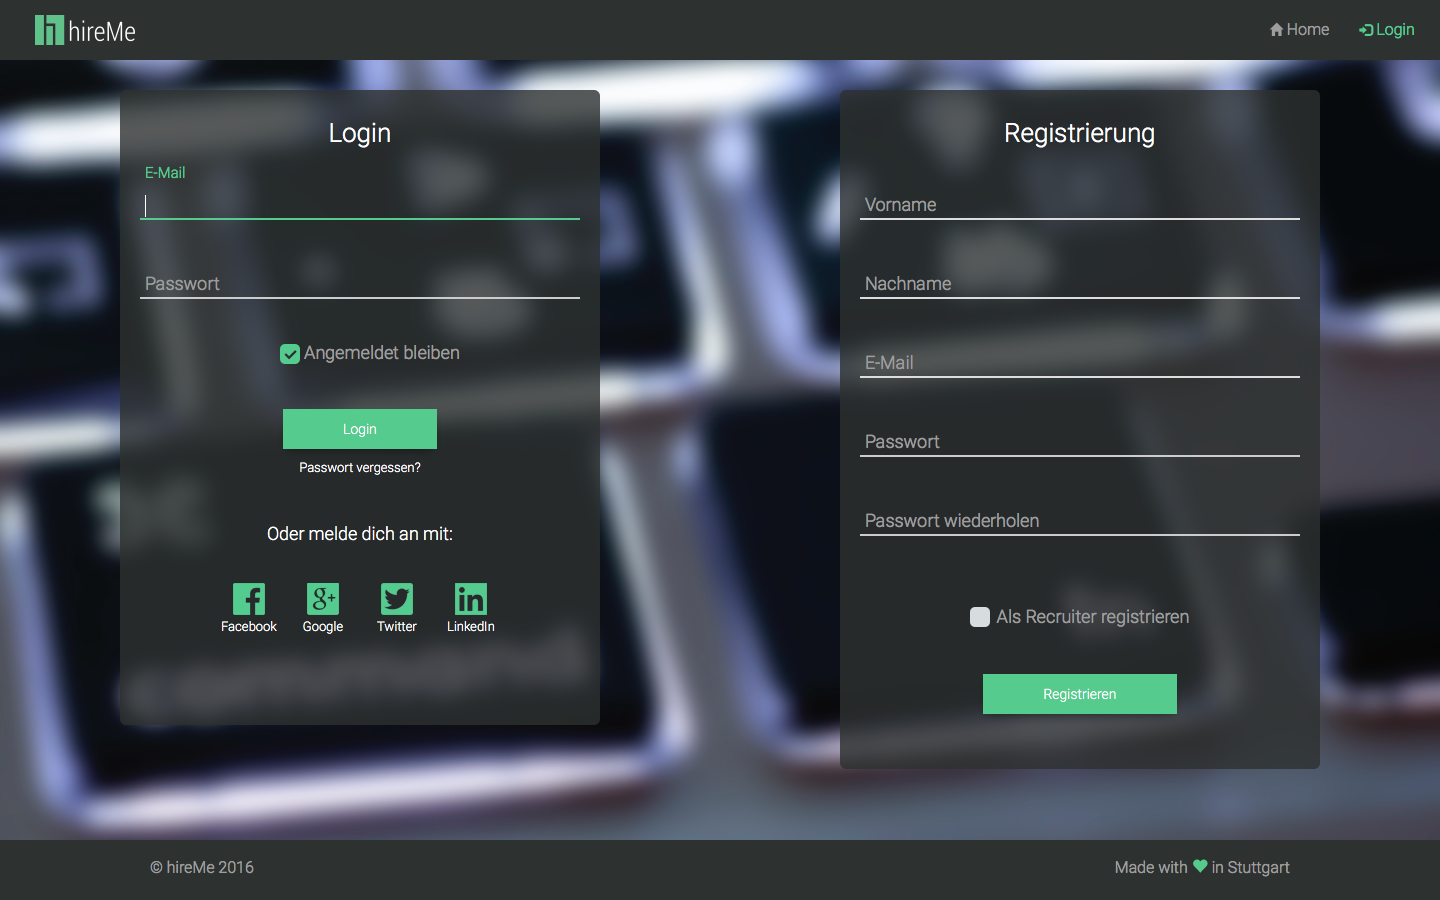 hireMe
Home
Login
Login
E-Mail
Passwort
Angemeldet bleiben
Login
Passwort vergessen?
Oder melde dich an mit:
Facebook
Google
Twitter
LinkedIn
command
Registrierung
Vorname
Nachname
E-Mail
Passwort
Passwort wiederholen
Als Recruiter registrieren
Registrieren
© hireMe 2016
Made with ♥ in Stuttgart